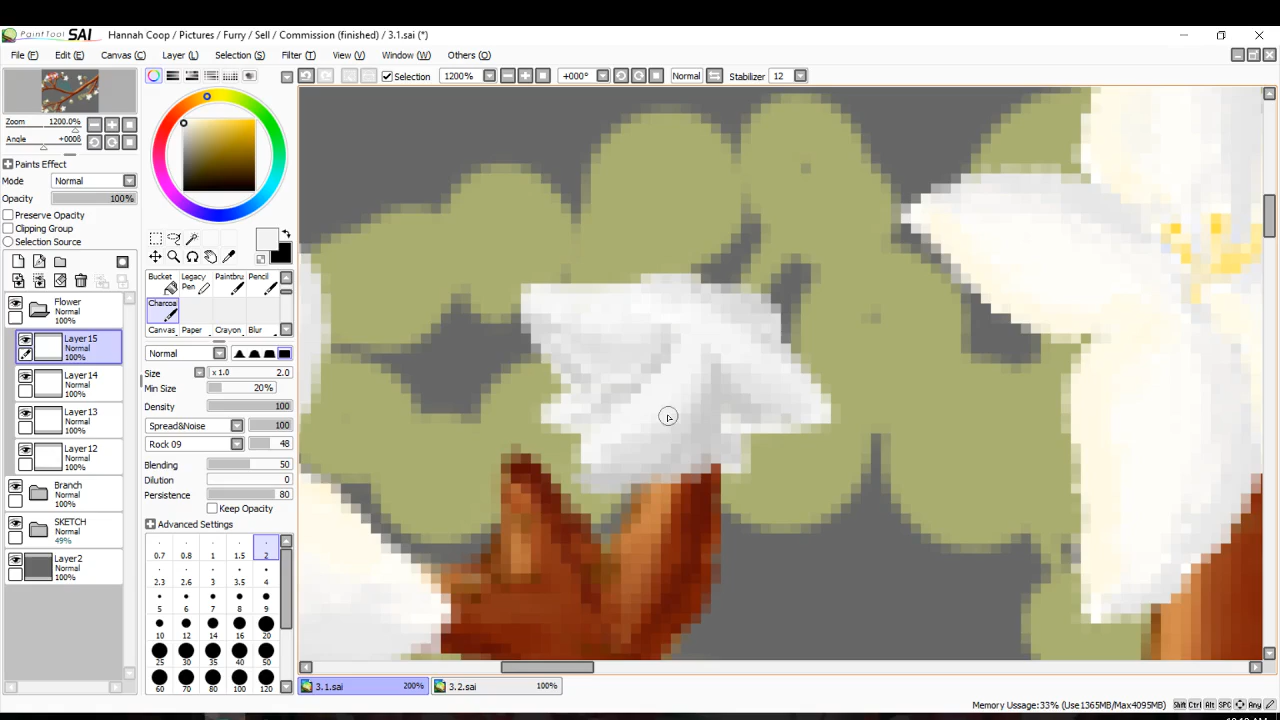 PaintTool SAI Hannah Coop / Pictures / Furry / Sell / Commission (finished) / 3.1.sai (*)
File (F) Edit (E) Canvas (C) Layer (L) Selection (S) Filter (T) View (V) Window (W) Others (O)
Selection 1200% +000° Normal Stabilizer 12
Zoom 1200.0%
Angle +000ß
Paints Effect
Mode Normal
Opacity 100%
Preserve Opacity
Clipping Group
Selection Source
Flower
Normal
100%
Layer15
Normal
100%
Layer14
Normal
100%
Layer13
Normal
100%
Layer12
Normal
100%
Branch
Normal
100%
SKETCH
Normal
49%
Layer2
Normal
100%
Bucket Legacy Pen Paintbru Pencil
Charcoa
Canvas Paper Crayon Blur
Normal
Size x 1.0 2.0
Min Size 20%
Density 100
Spread&Noise 100
Rock 09 48
Blending 50
Dilution 0
Persistence 80
Keep Opacity
Advanced Settings
0.7 0.8 1 1.5 2
2.3 2.6 3 3.5 4
5 6 7 8 9
10 12 14 16 20
25 30 35 40 50
60 70 80 100 120
3.1.sai 200% 3.2.sai 100%
Memory Ussage:33% (Use1365MB/Max4095MB) Shift Ctrl Alt SPC Any